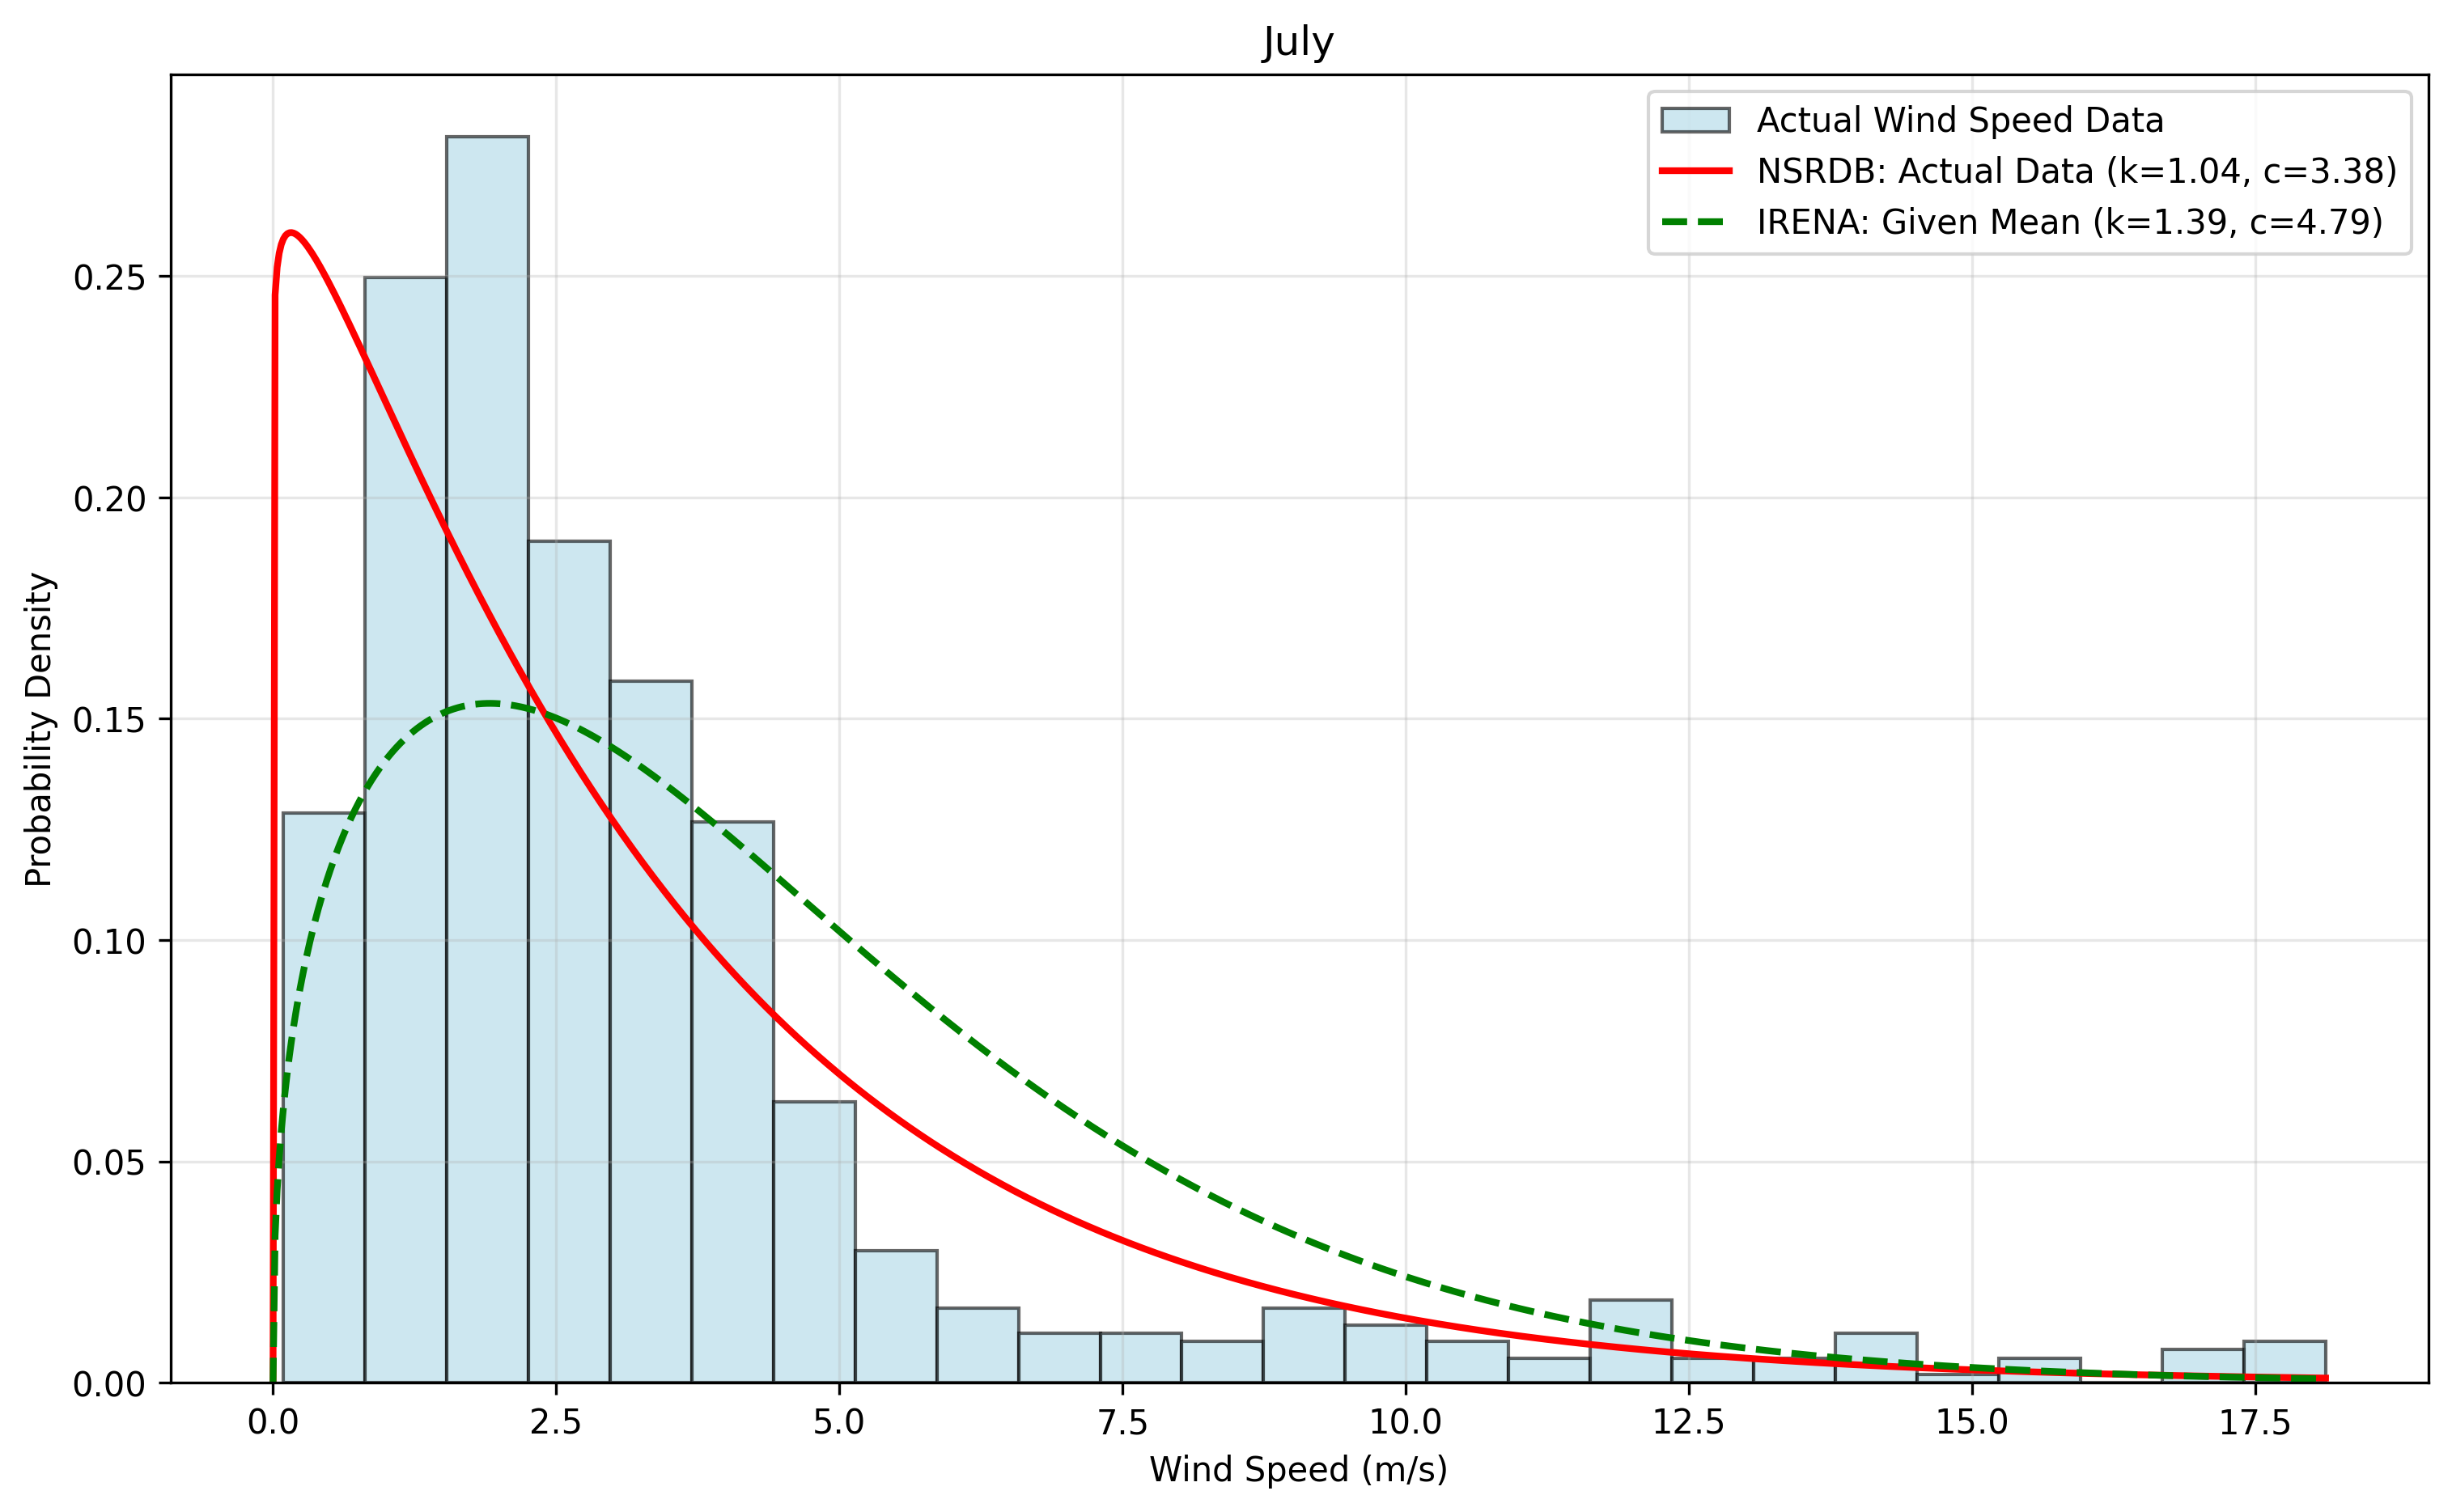 July
Actual Wind Speed Data
NSRDB: Actual Data (k=1.04, c=3.38)
IRENA: Given Mean (k=1.39, c=4.79)
Probability Density
0.25
0.20
0.15
0.10
0.05
0.00
0.0 2.5 5.0 7.5 10.0 12.5 15.0 17.5
Wind Speed (m/s)